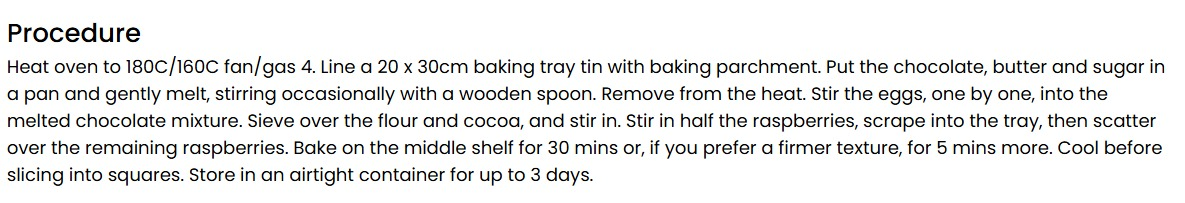 Procedure
Heat oven to 180C/160C fan/gas 4. Line a 20 x 30cm baking tray tin with baking parchment. Put the chocolate, butter and sugar in
a pan and gently melt, stirring occasionally with a wooden spoon. Remove from the heat. Stir the eggs, one by one, into the
melted chocolate mixture. Sieve over the flour and cocoa, and stir in. Stir in half the raspberries, scrape into the tray, then scatter
over the remaining raspberries. Bake on the middle shelf for 30 mins or, if you prefer a firmer texture, for 5 mins more. Cool before
slicing into squares. Store in an airtight container for up to 3 days.